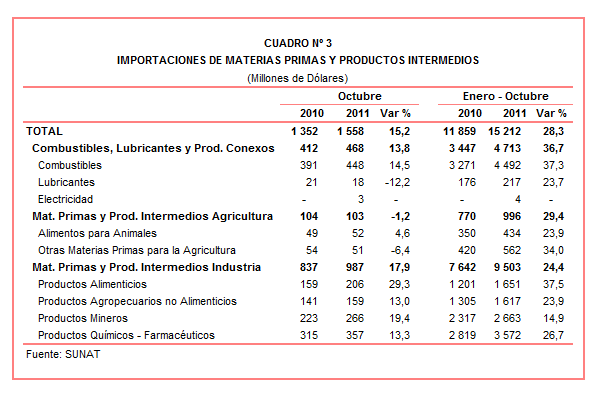 CUADRO Nº 3
IMPORTACIONES DE MATERIAS PRIMAS Y PRODUCTOS INTERMEDIOS
(Millones de Dólares)
Octubre Enero - Octubre
2010 2011 Var % 2010 2011 Var %
TOTAL 1 352 1 558 15,2 11 859 15 212 28,3
Combustibles, Lubricantes y Prod. Conexos 412 468 13,8 3 447 4 713 36,7
Combustibles 391 448 14,5 3 271 4 492 37,3
Lubricantes 21 18 -12,2 176 217 23,7
Electricidad - 3 - - 4 -
Mat. Primas y Prod. Intermedios Agricultura 104 103 -1,2 770 996 29,4
Alimentos para Animales 49 52 4,6 350 434 23,9
Otras Materias Primas para la Agricultura 54 51 -6,4 420 562 34,0
Mat. Primas y Prod. Intermedios Industria 837 987 17,9 7 642 9 503 24,4
Productos Alimenticios 159 206 29,3 1 201 1 651 37,5
Productos Agropecuarios no Alimenticios 141 159 13,0 1 305 1 617 23,9
Productos Mineros 223 266 19,4 2 317 2 663 14,9
Productos Químicos - Farmacéuticos 315 357 13,3 2 819 3 572 26,7
Fuente: SUNAT